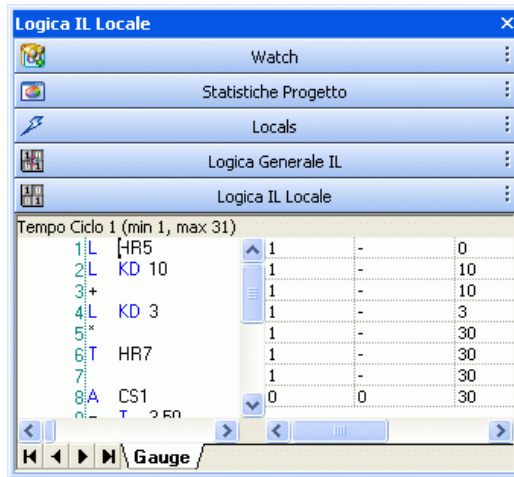 Logica IL Locale
Watch
Statistiche Progetto
Locals
Logica Generale IL
Logica IL Locale
Tempo Ciclo 1 (min 1, max 31)
1 L HR5 1 - 0
2 L KD 10 1 - 10
3 + 1 - 10
4 L KD 3 1 - 3
5 * 1 - 30
6 T HR7 1 - 30
7 1 - 30
8 A CS1 0 0 30
Gauge